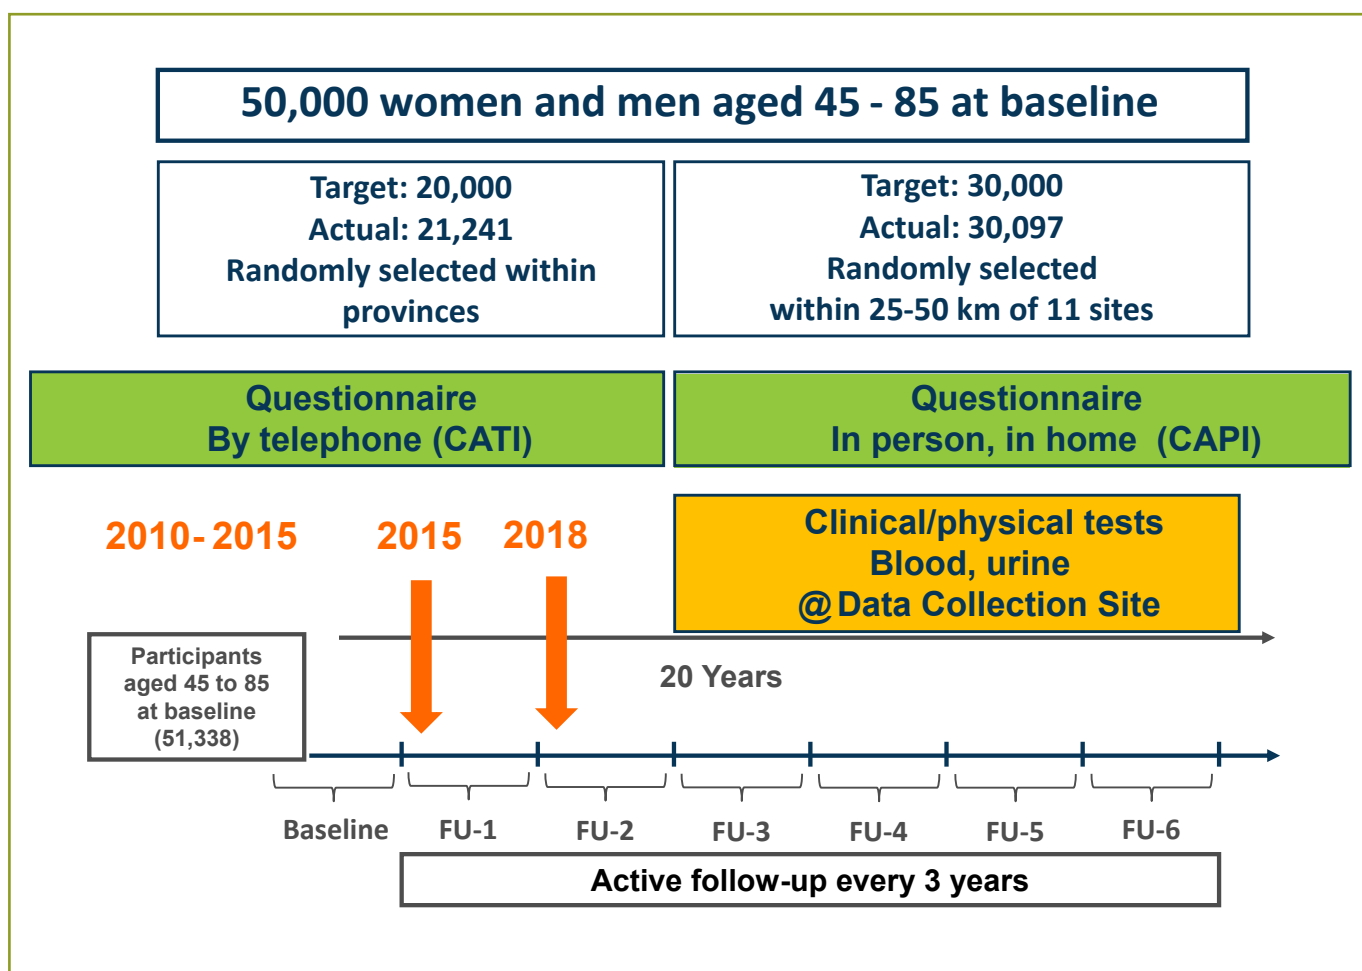 50,000 women and men aged 45 - 85 at baseline
Target: 20,000
Actual: 21,241
Randomly selected within
provinces
Target: 30,000
Actual: 30,097
Randomly selected
within 25-50 km of 11 sites
Questionnaire
By telephone (CATI)
Questionnaire
In person, in home (CAPI)
2010- 2015
2015
2018
Clinical/physical tests
Blood, urine
@ Data Collection Site
Participants
aged 45 to 85
at baseline
(51,338)
20 Years
Baseline
FU-1
FU-2
FU-3
FU-4
FU-5
FU-6
Active follow-up every 3 years